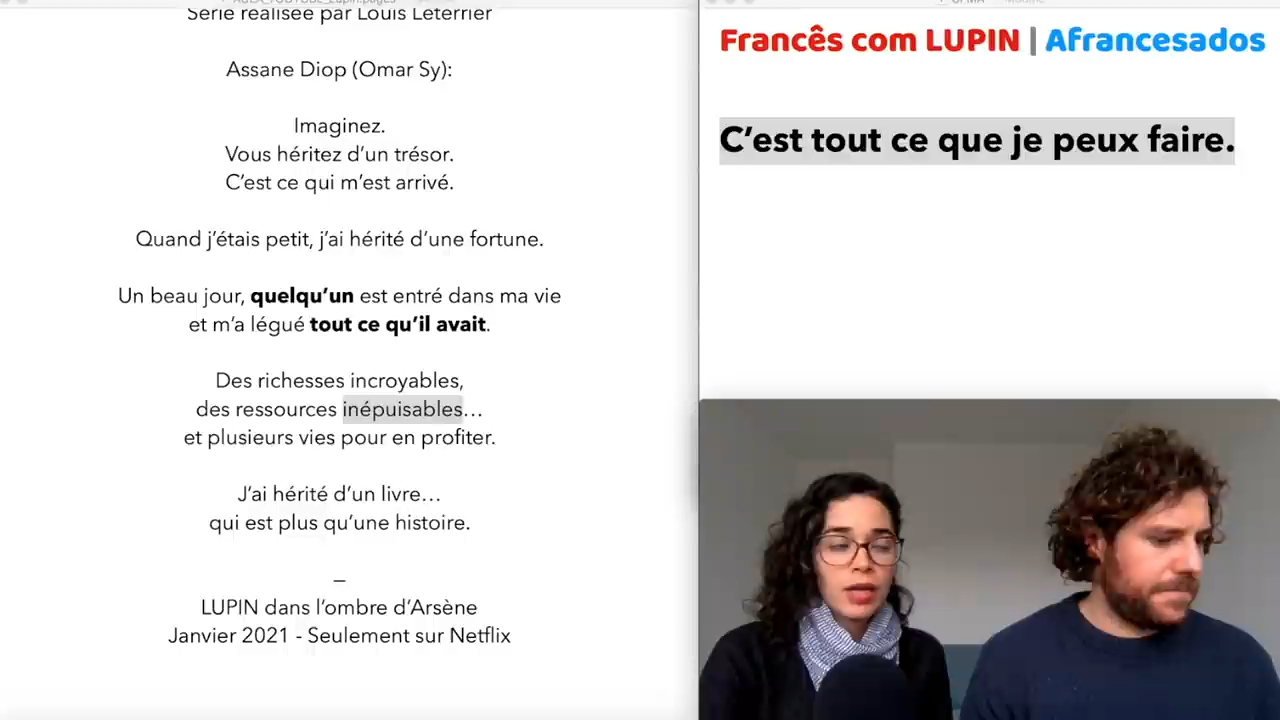 Série réalisée par Louis Leterrier
Assane Diop (Omar Sy):
Imaginez.
Vous héritez d’un trésor.
C’est ce qui m’est arrivé.
Quand j’étais petit, j’ai hérité d’une fortune.
Un beau jour, quelqu’un est entré dans ma vie
et m’a légué tout ce qu’il avait.
Des richesses incroyables,
des ressources inépuisables…
et plusieurs vies pour en profiter.
J’ai hérité d’un livre…
qui est plus qu’une histoire.
–
LUPIN dans l’ombre d’Arsène
Janvier 2021 - Seulement sur Netflix
Francês com LUPIN | Afrancesados
C’est tout ce que je peux faire.